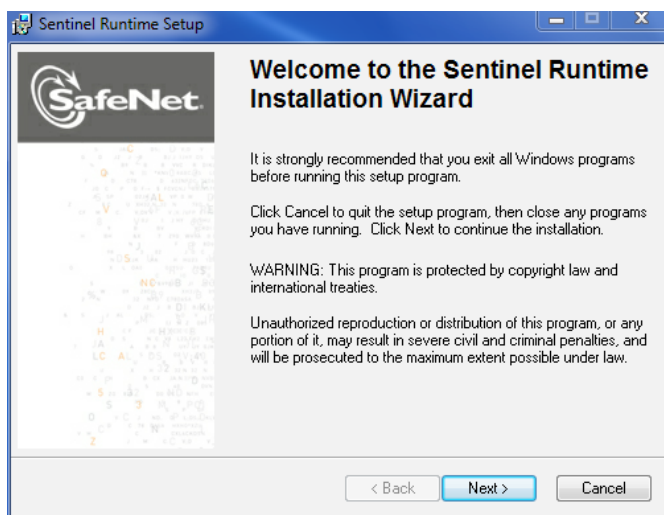 Sentinel Runtime Setup
SafeNet.
Welcome to the Sentinel Runtime
Installation Wizard
It is strongly recommended that you exit all Windows programs
before running this setup program.
Click Cancel to quit the setup program, then close any programs
you have running. Click Next to continue the installation.
WARNING: This program is protected by copyright law and
international treaties.
Unauthorized reproduction or distribution of this program, or any
portion of it, may result in severe civil and criminal penalties, and
will be prosecuted to the maximum extent possible under law.
< Back
Next >
Cancel